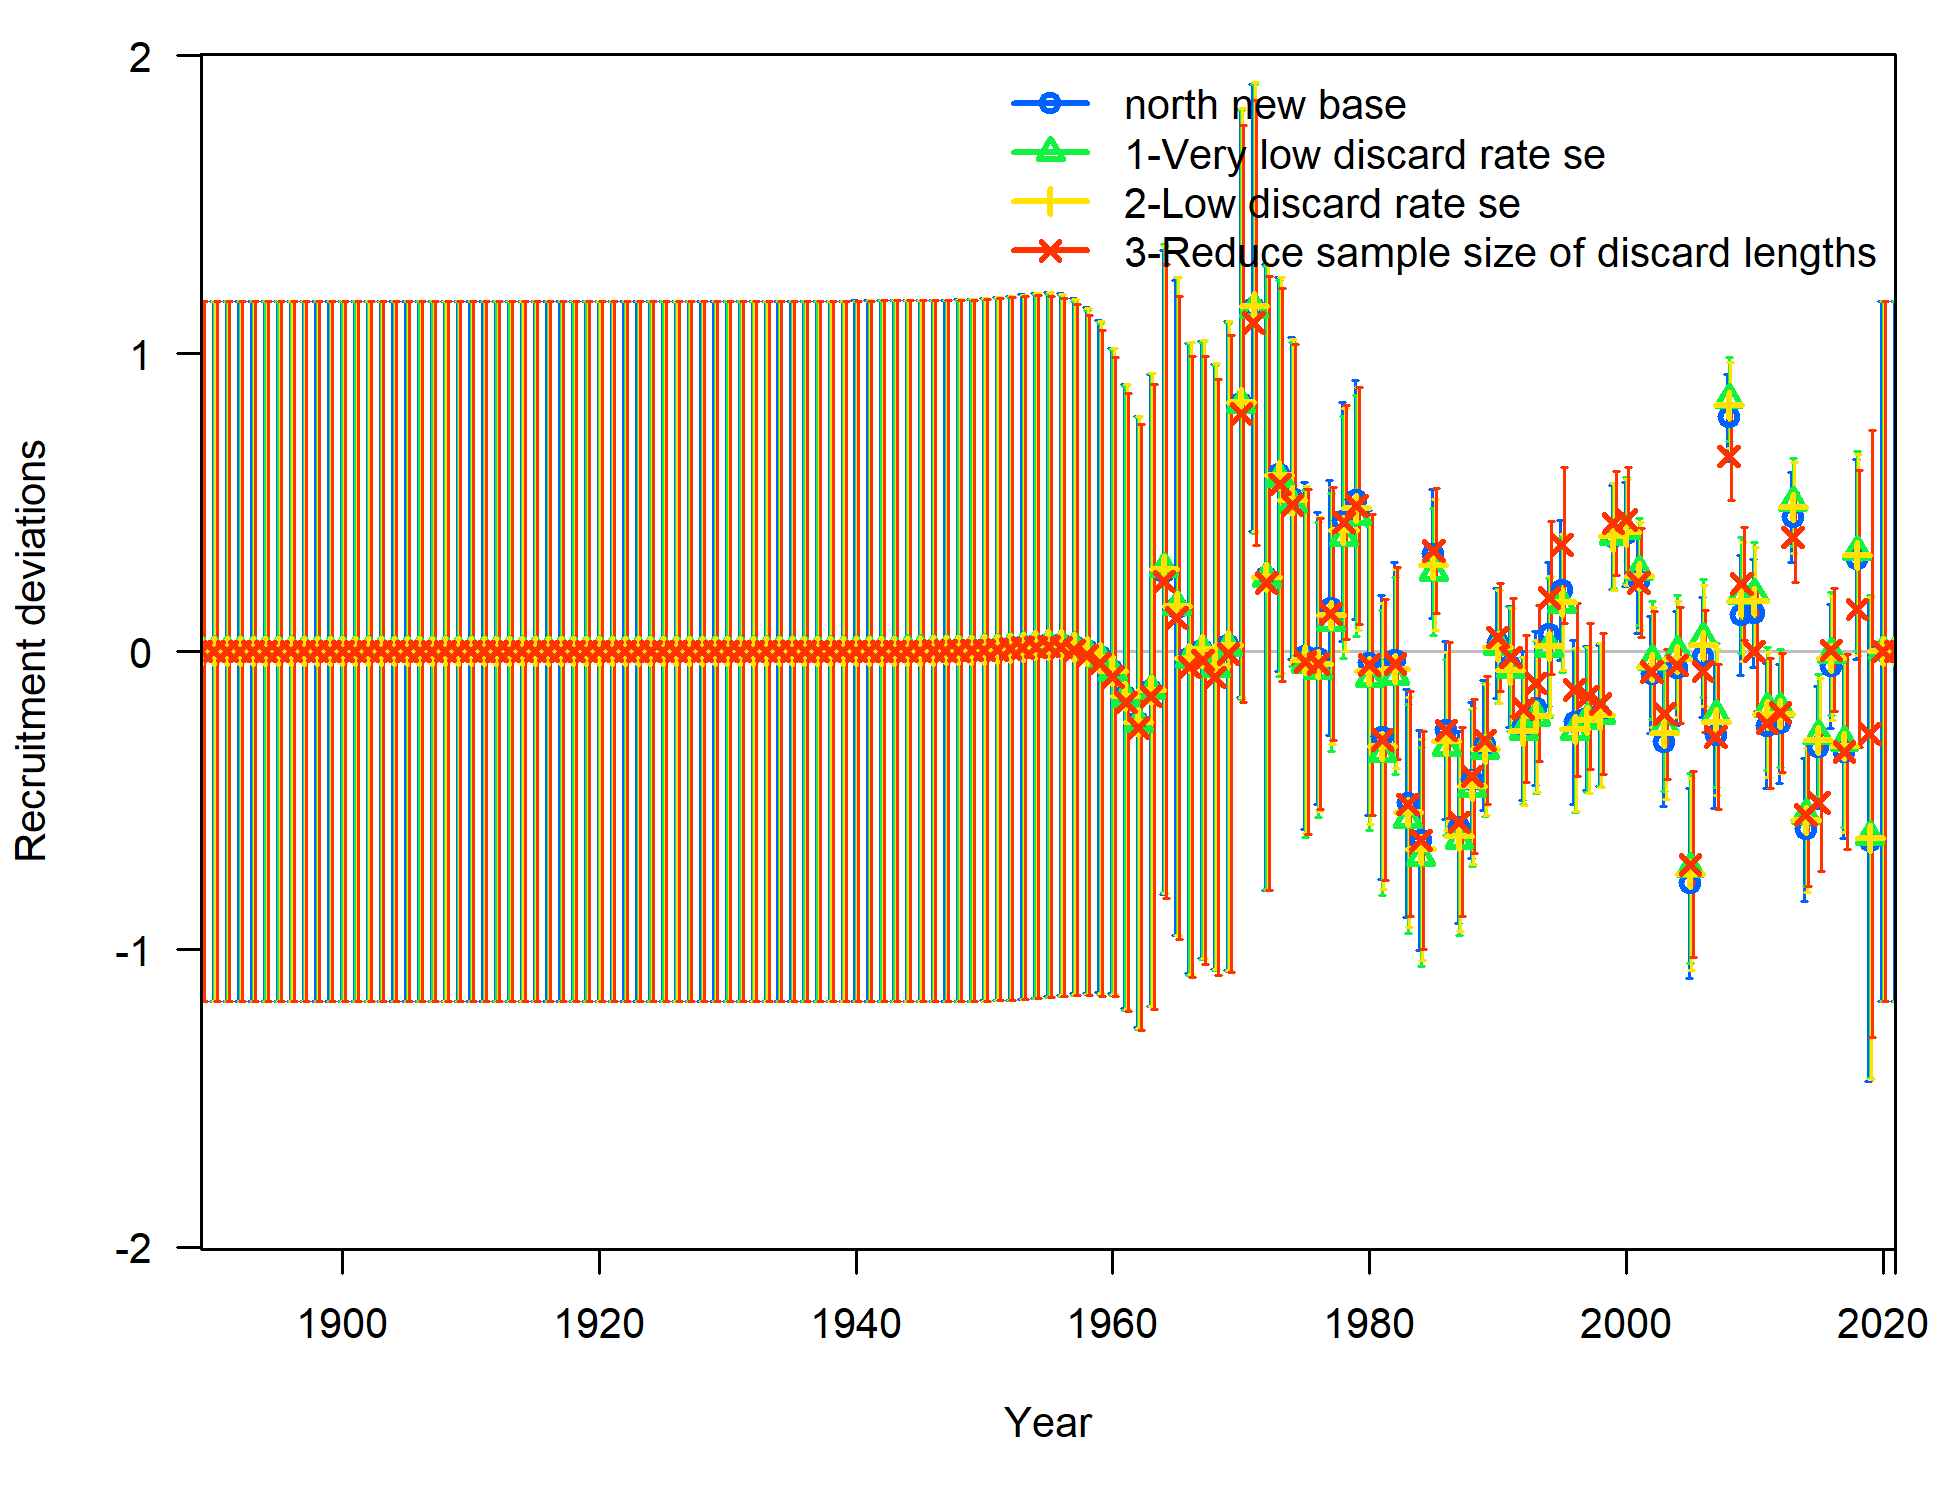 2
1
0
-1
-2
Recruitment deviations
north new base
1-Very low discard rate se
2-Low discard rate se
3-Reduce sample size of discard lengths
1900 1920 1940 1960 1980 2000 2020
Year